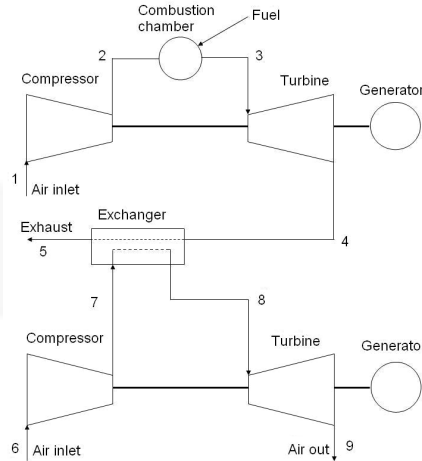 Combustion
chamber
Fuel
2
3
Compressor
Turbine
Generator
1
Air inlet
Exchanger
Exhaust
4
5
7
8
Compressor
Turbine
Generato
6
Air inlet
Air out
9